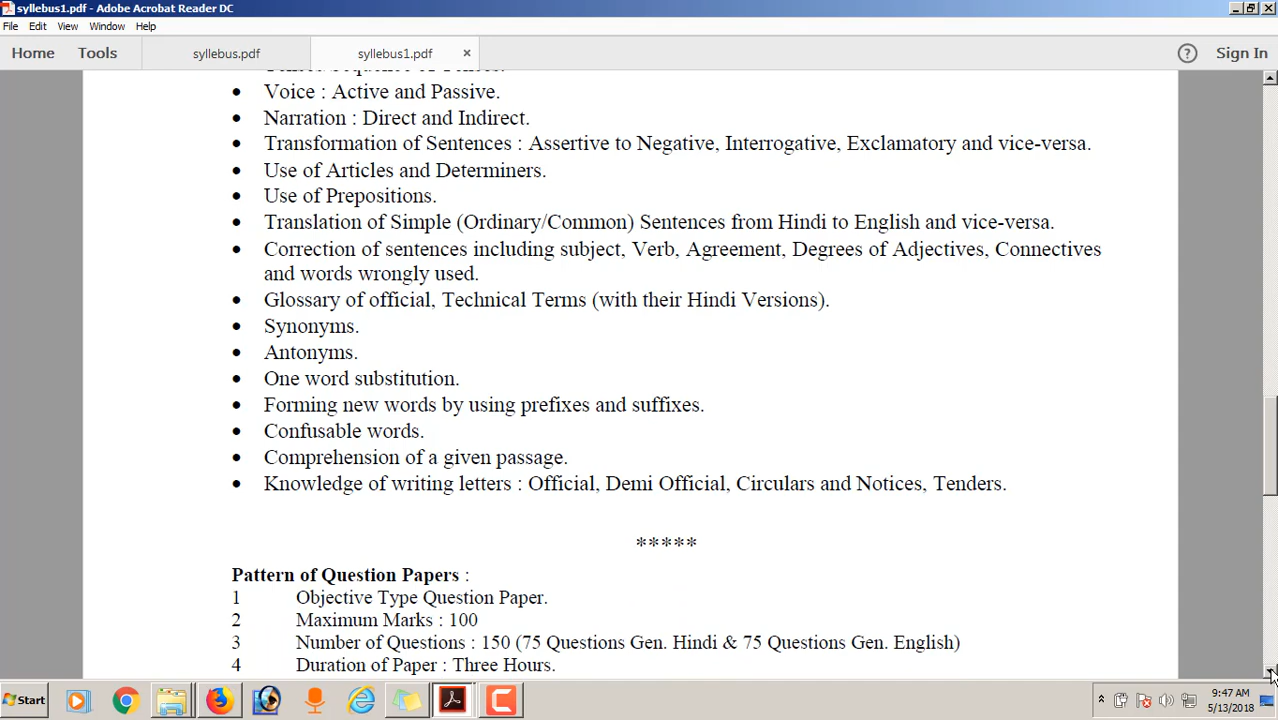 syllebus1.pdf - Adobe Acrobat Reader DC
File Edit View Window Help
Home Tools syllebus.pdf syllebus1.pdf × ? Sign In
• Voice : Active and Passive.
• Narration : Direct and Indirect.
• Transformation of Sentences : Assertive to Negative, Interrogative, Exclamatory and vice-versa.
• Use of Articles and Determiners.
• Use of Prepositions.
• Translation of Simple (Ordinary/Common) Sentences from Hindi to English and vice-versa.
• Correction of sentences including subject, Verb, Agreement, Degrees of Adjectives, Connectives
and words wrongly used.
• Glossary of official, Technical Terms (with their Hindi Versions).
• Synonyms.
• Antonyms.
• One word substitution.
• Forming new words by using prefixes and suffixes.
• Confusable words.
• Comprehension of a given passage.
• Knowledge of writing letters : Official, Demi Official, Circulars and Notices, Tenders.
*****
Pattern of Question Papers :
1 Objective Type Question Paper.
2 Maximum Marks : 100
3 Number of Questions : 150 (75 Questions Gen. Hindi & 75 Questions Gen. English)
4 Duration of Paper : Three Hours.
Start
9:47 AM
5/13/2018